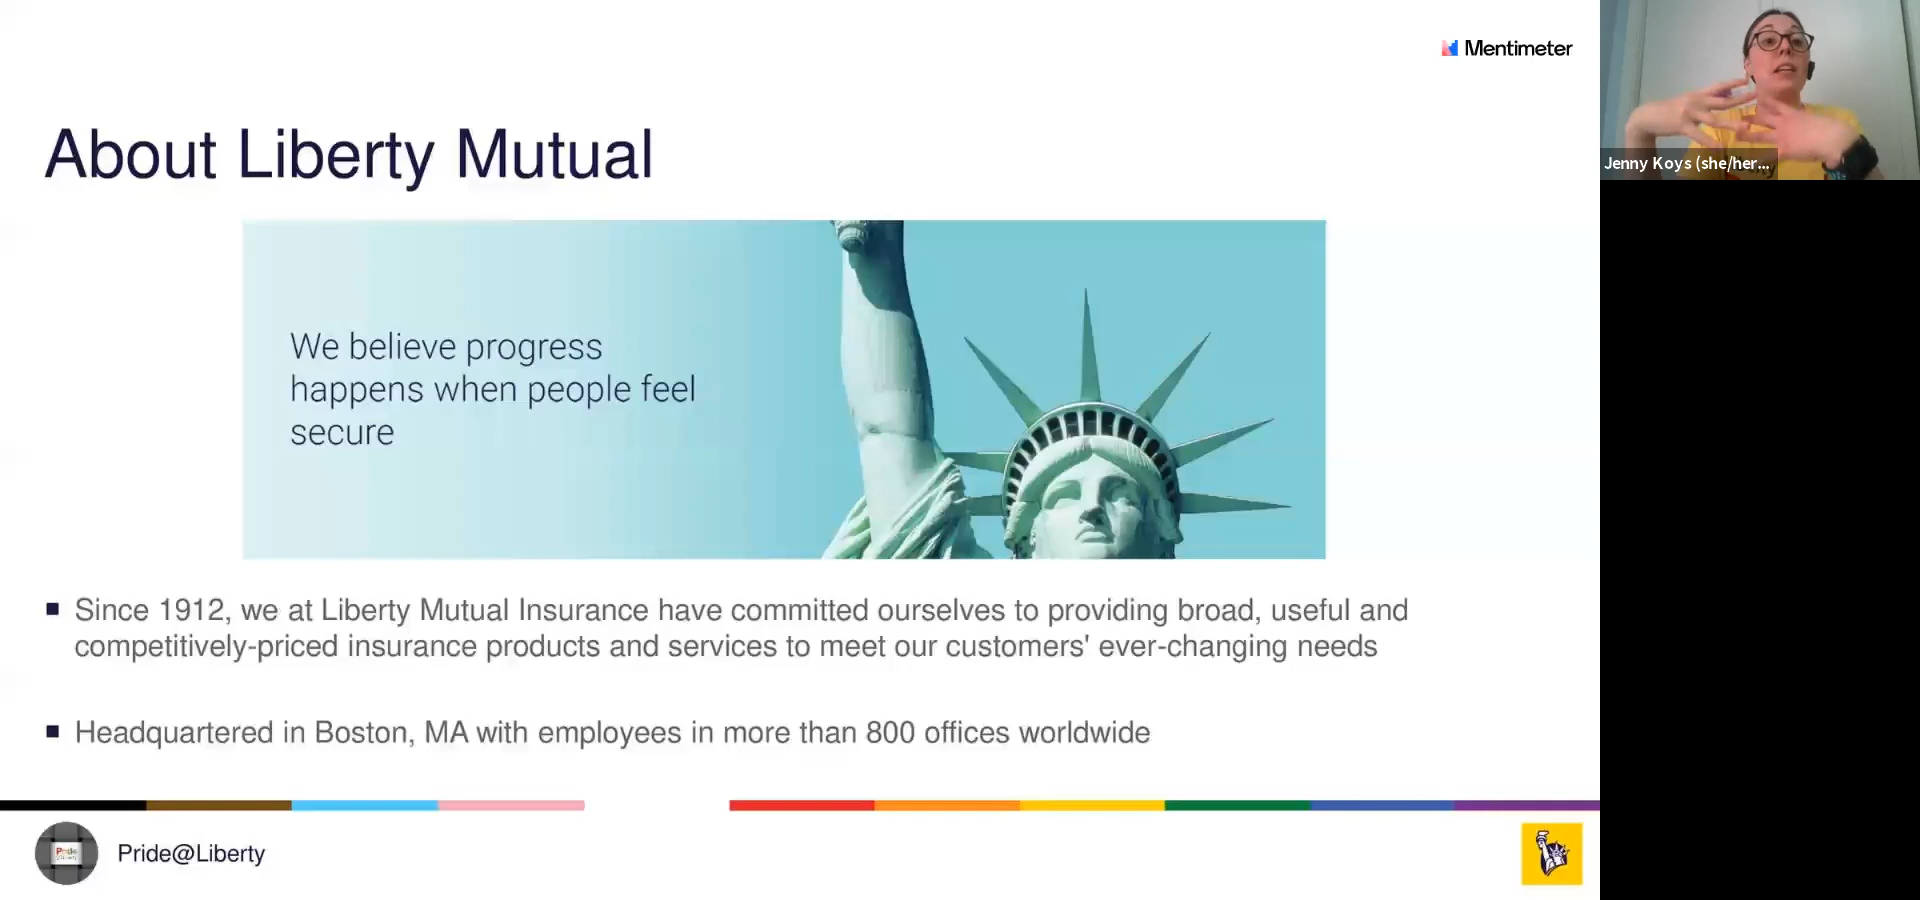 Mentimeter
Jenny Koys (she/her...
About Liberty Mutual
We believe progress
happens when people feel
secure
▪ Since 1912, we at Liberty Mutual Insurance have committed ourselves to providing broad, useful and
competitively-priced insurance products and services to meet our customers' ever-changing needs
▪ Headquartered in Boston, MA with employees in more than 800 offices worldwide
Pride@Liberty